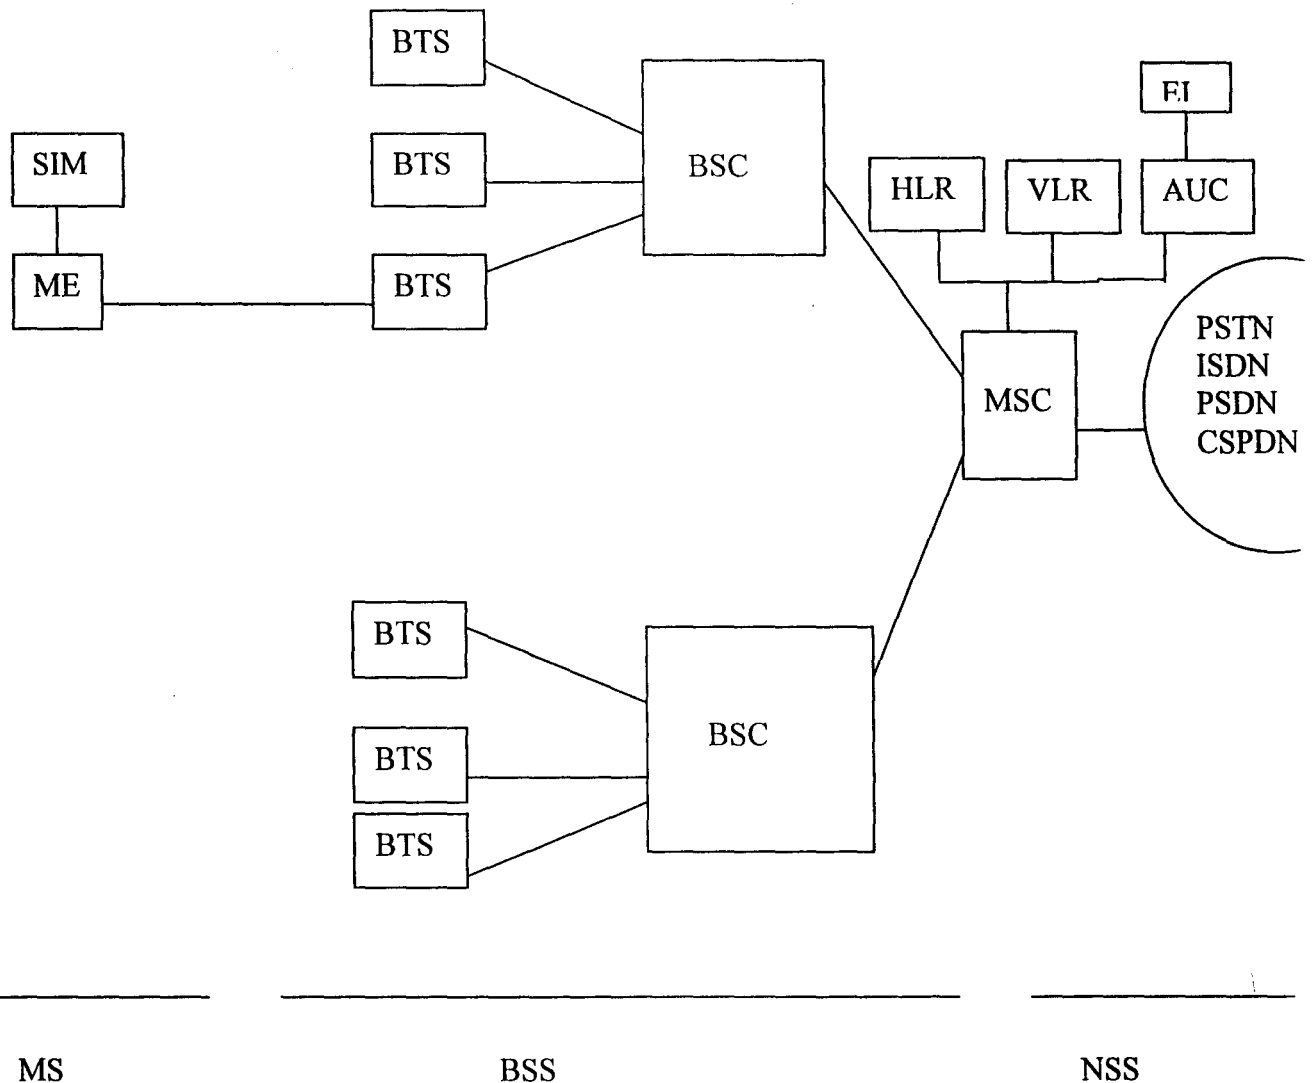 BTS
BSC
EI
SIM
BTS
HLR
VLR
AUC
ME
BTS
PSTN
ISDN
PSDN
CSPDN
MSC
BTS
BSC
BTS
BTS
MS
BSS
NSS